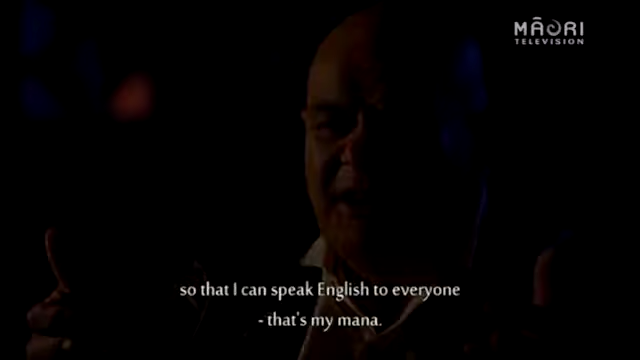 MĀORI
TELEVISION
so that I can speak English to everyone
- that's my mana.